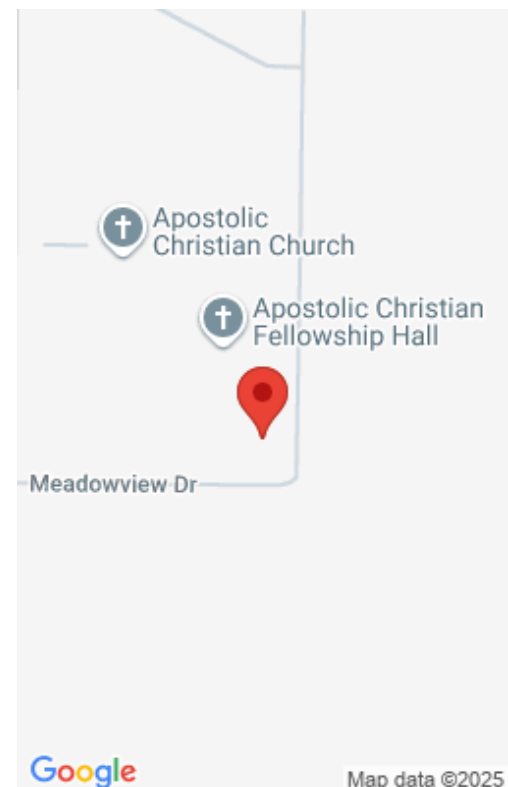 Apostolic
Christian Church
Apostolic Christian
Fellowship Hall
Meadowview Dr
Google
Map data ©2025